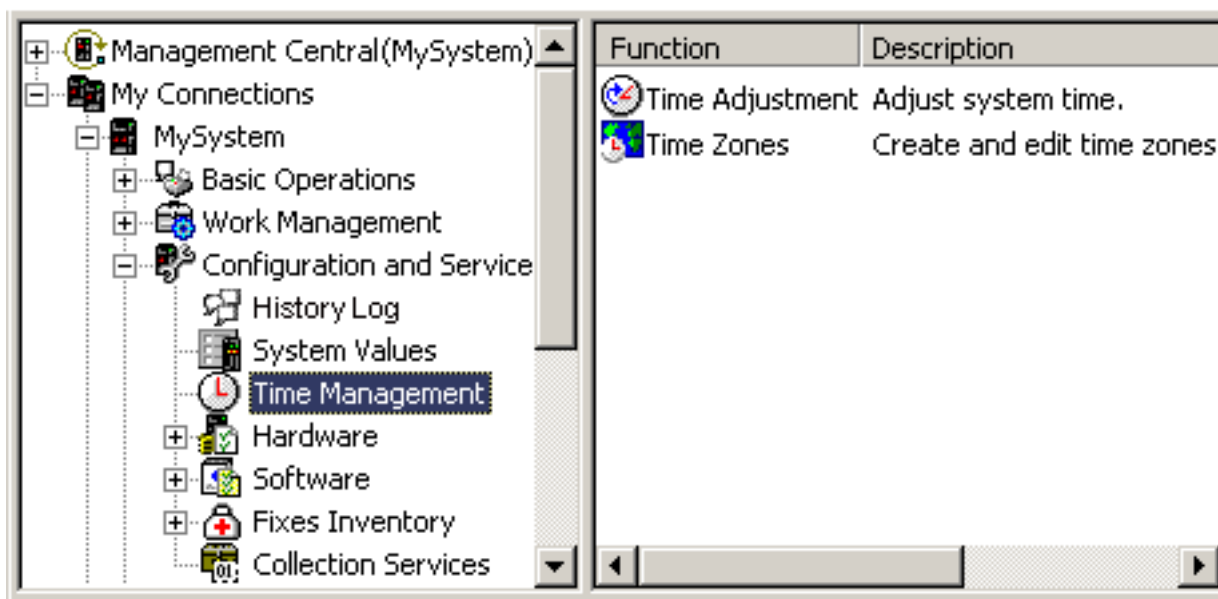 Management Central(MySystem)
My Connections
MySystem
Basic Operations
Work Management
Configuration and Service
History Log
System Values
Time Management
Hardware
Software
Fixes Inventory
Collection Services
Function Description
Time Adjustment Adjust system time.
Time Zones Create and edit time zones